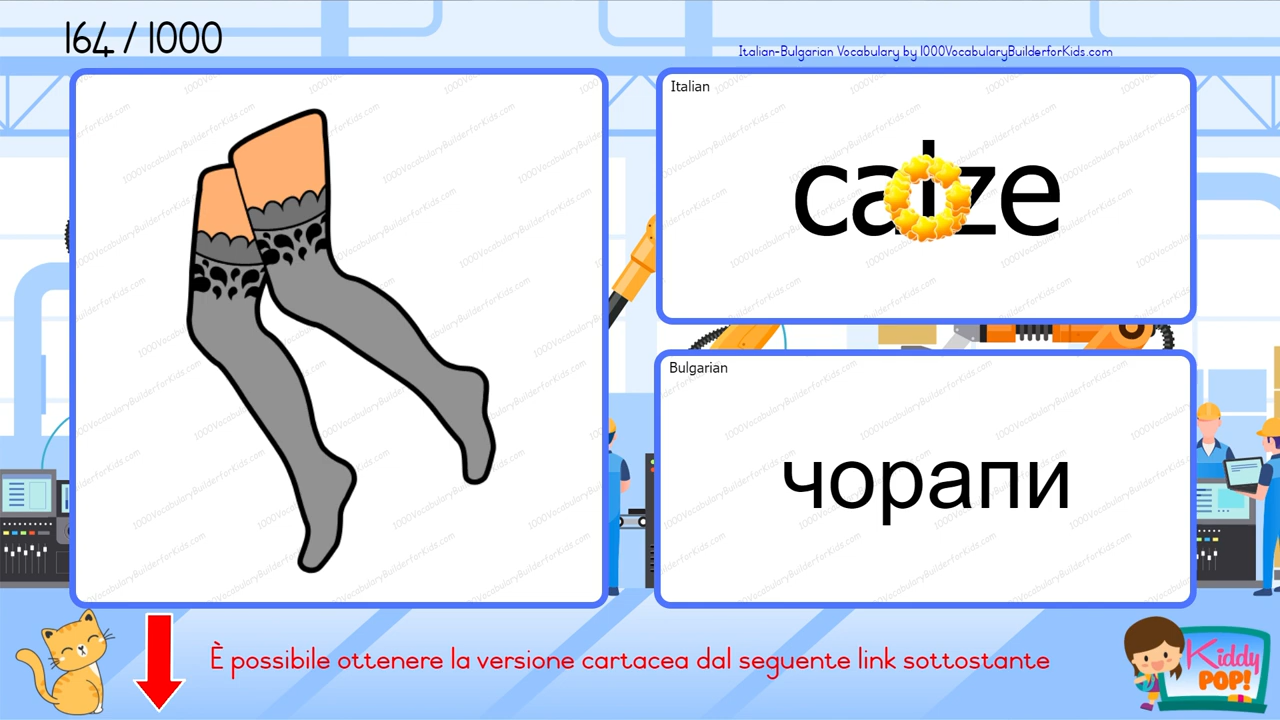 164 / 1000
Italian-Bulgarian Vocabulary by 1000VocabularyBuilderforKids.com
Italian
calze
Bulgarian
чорапи
È possibile ottenere la versione cartacea dal seguente link sottostante
Kiddy
POP!